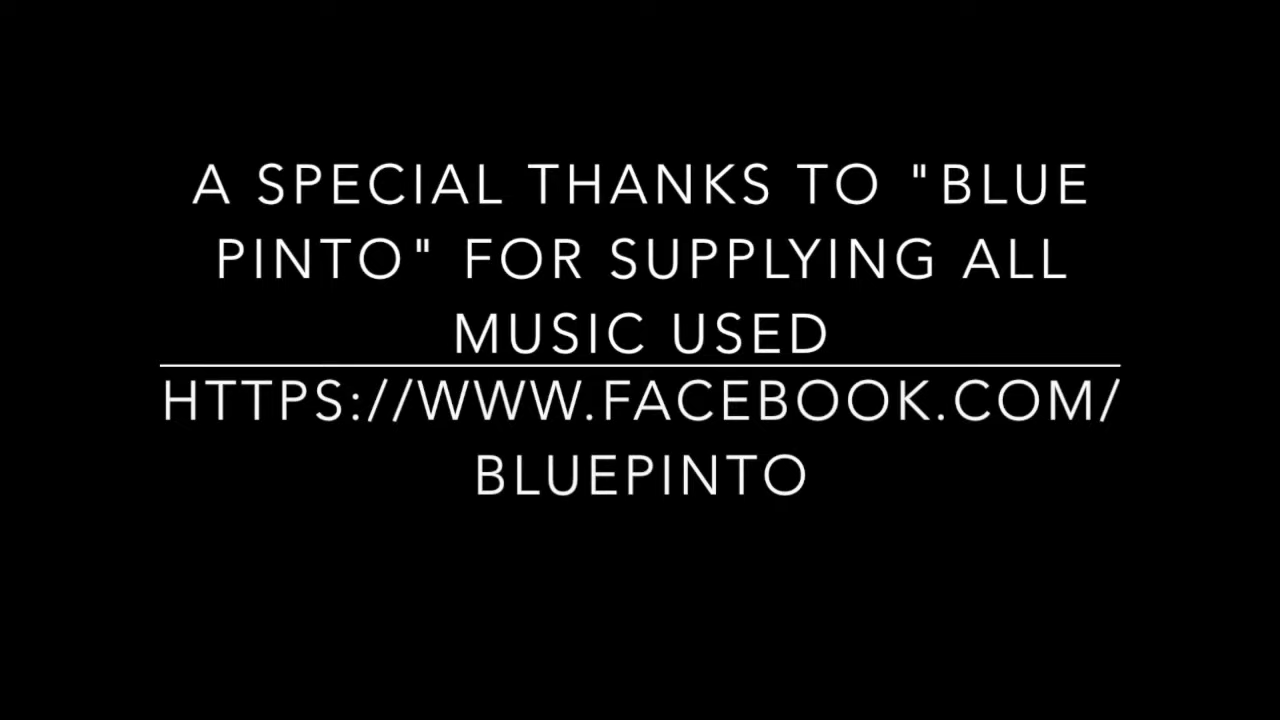 A SPECIAL THANKS TO "BLUE
PINTO" FOR SUPPLYING ALL
MUSIC USED
HTTPS://WWW.FACEBOOK.COM/
BLUEPINTO